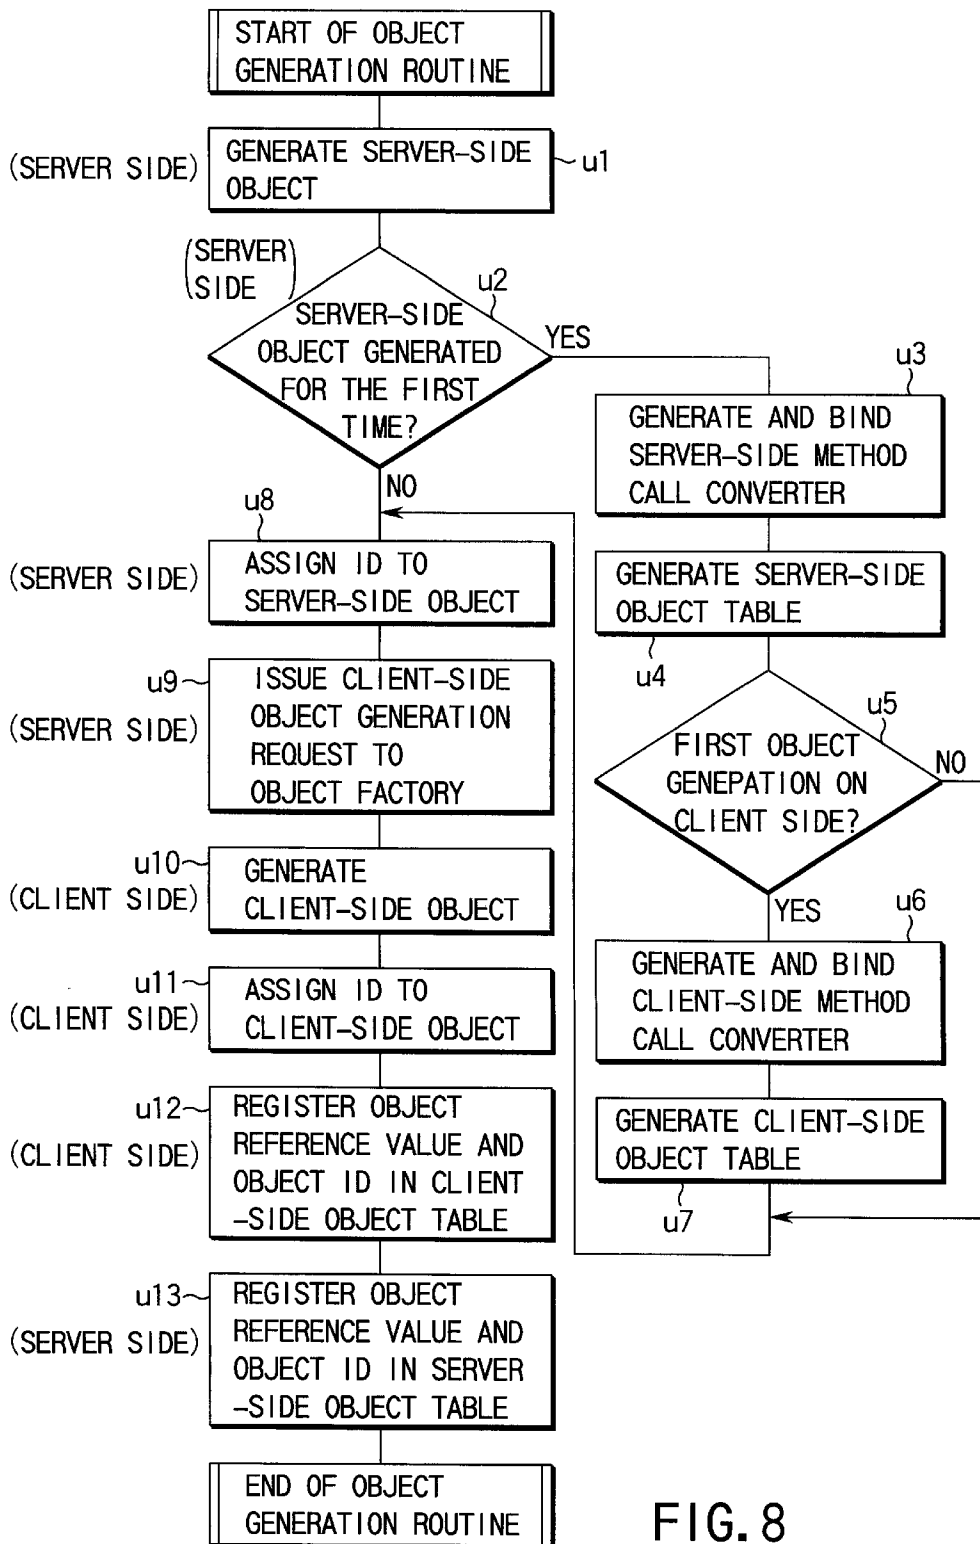 START OF OBJECT
GENERATION ROUTINE
(SERVER SIDE)
GENERATE SERVER-SIDE
OBJECT
u1
(SERVER
SIDE)
u2
SERVER-SIDE
OBJECT GENERATED
FOR THE FIRST
TIME?
YES
NO
u3
GENERATE AND BIND
SERVER-SIDE METHOD
CALL CONVERTER
GENERATE SERVER-SIDE
OBJECT TABLE
u4
u5
FIRST OBJECT
GENEPATION ON
CLIENT SIDE?
NO
YES
u6
GENERATE AND BIND
CLIENT-SIDE METHOD
CALL CONVERTER
GENERATE CLIENT-SIDE
OBJECT TABLE
u7
u8
(SERVER SIDE)
ASSIGN ID TO
SERVER-SIDE OBJECT
u9
(SERVER SIDE)
ISSUE CLIENT-SIDE
OBJECT GENERATION
REQUEST TO
OBJECT FACTORY
u10
(CLIENT SIDE)
GENERATE
CLIENT-SIDE OBJECT
u11
(CLIENT SIDE)
ASSIGN ID TO
CLIENT-SIDE OBJECT
u12
(CLIENT SIDE)
REGISTER OBJECT
REFERENCE VALUE AND
OBJECT ID IN CLIENT
-SIDE OBJECT TABLE
u13
(SERVER SIDE)
REGISTER OBJECT
REFERENCE VALUE AND
OBJECT ID IN SERVER
-SIDE OBJECT TABLE
END OF OBJECT
GENERATION ROUTINE
FIG. 8